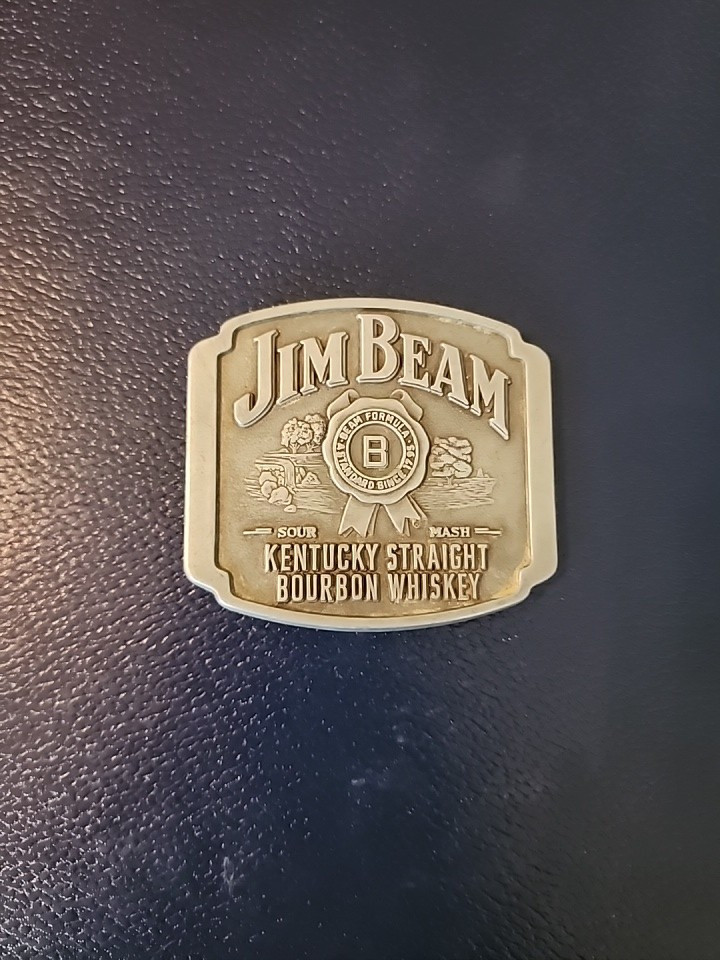 JIM BEAM
BEAM FORMULA
B
A STANDARD SINCE 1795
SOUR MASH
KENTUCKY STRAIGHT
BOURBON WHISKEY